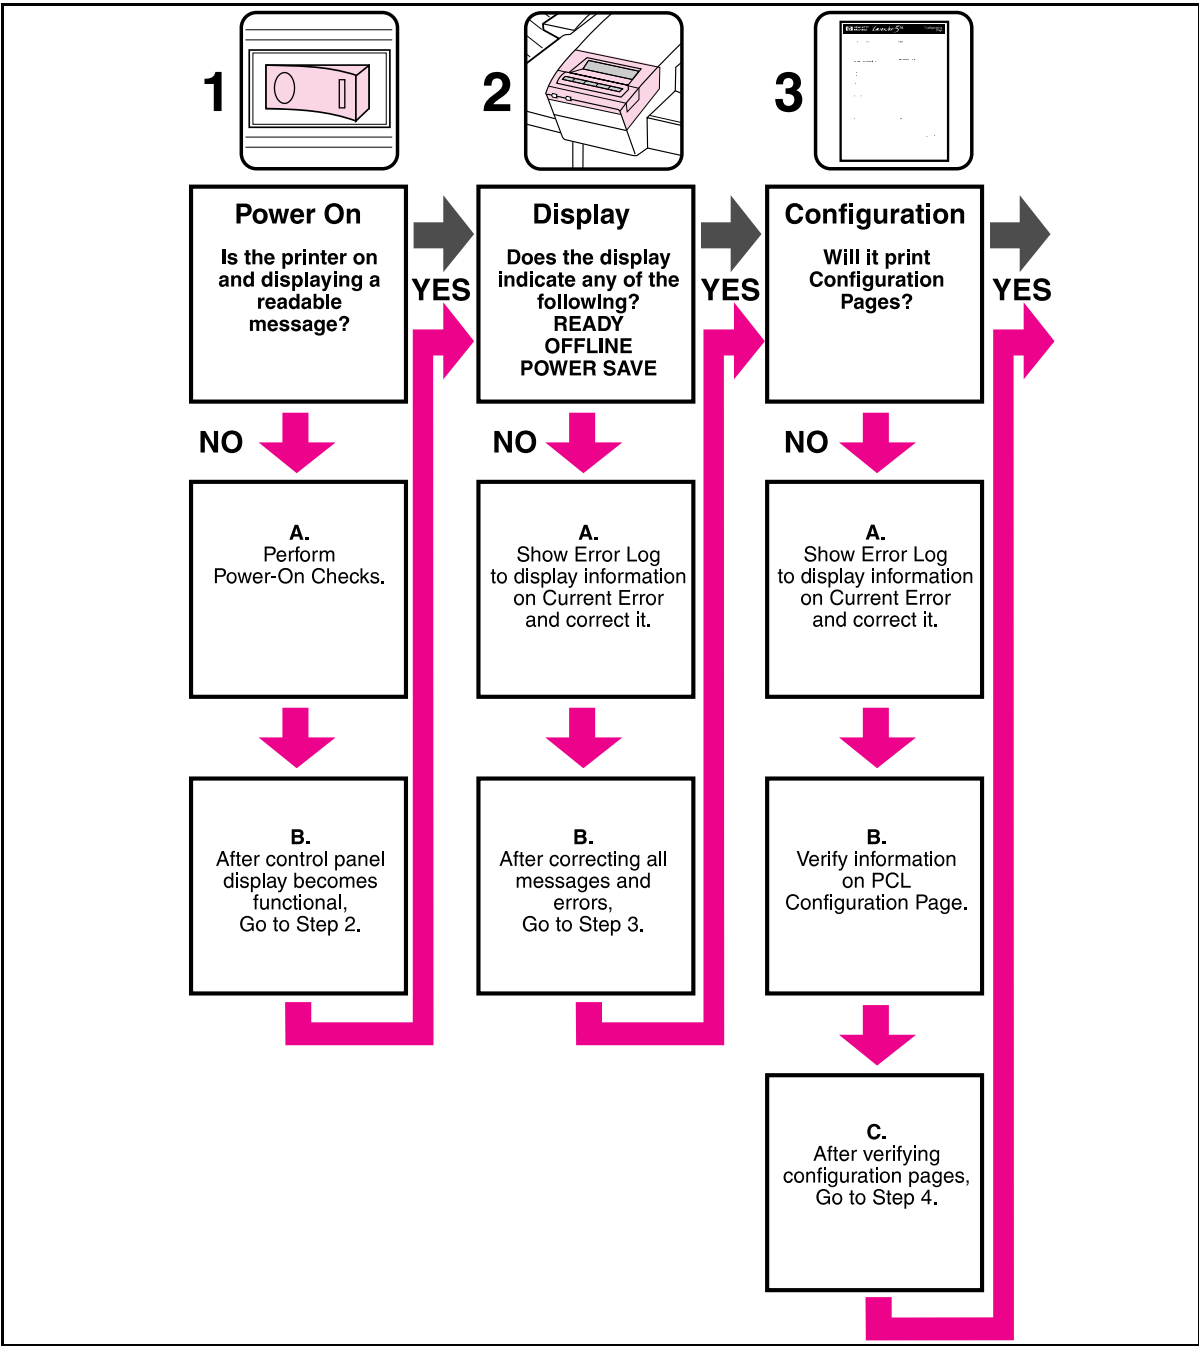 1
2
3
Power On
Is the printer on
and displaying a
readable
message?
YES
NO
A.
Perform
Power-On Checks.
B.
After control panel
display becomes
functional,
Go to Step 2.
Display
Does the display
indicate any of the
following?
READY
OFFLINE
POWER SAVE
YES
NO
A.
Show Error Log
to display information
on Current Error
and correct it.
B.
After correcting all
messages and
errors,
Go to Step 3.
Configuration
Will it print
Configuration
Pages?
YES
NO
A.
Show Error Log
to display information
on Current Error
and correct it.
B.
Verify information
on PCL
Configuration Page.
C.
After verifying
configuration pages,
Go to Step 4.